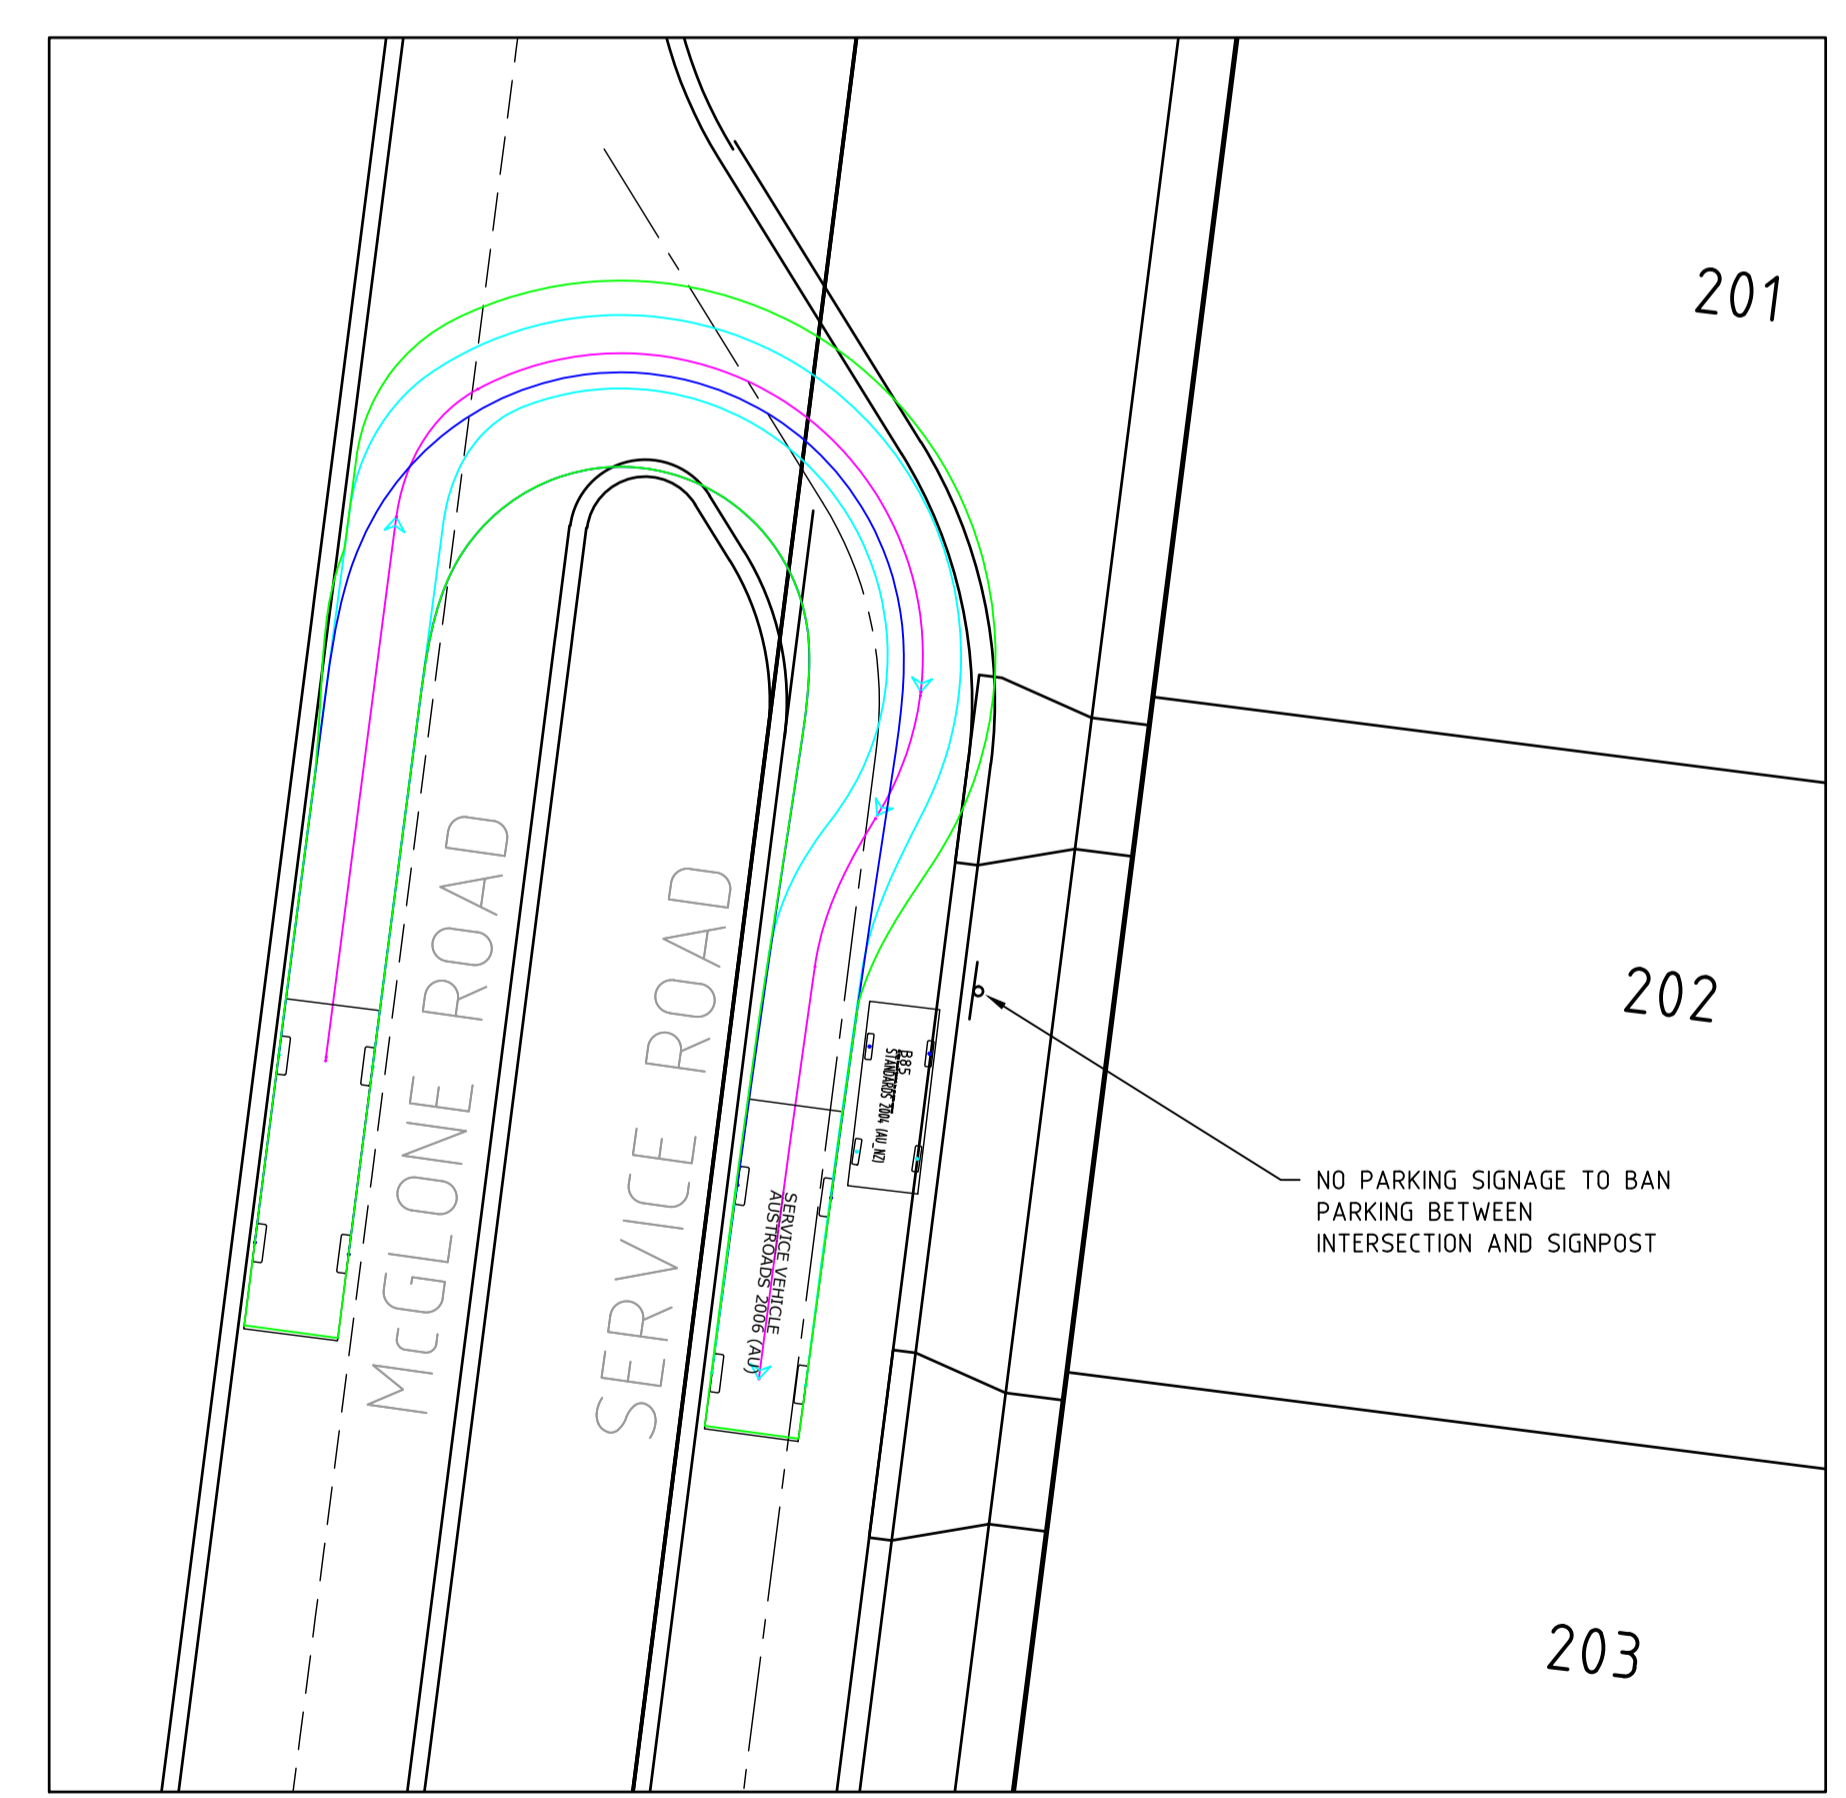 201
202
203
McGLONE ROAD
SERVICE ROAD
B85
STANDARDS 2004 (AU_NZ)
SERVICE VEHICLE
AUSTROADS 2006 (AU)
NO PARKING SIGNAGE TO BAN
PARKING BETWEEN
INTERSECTION AND SIGNPOST